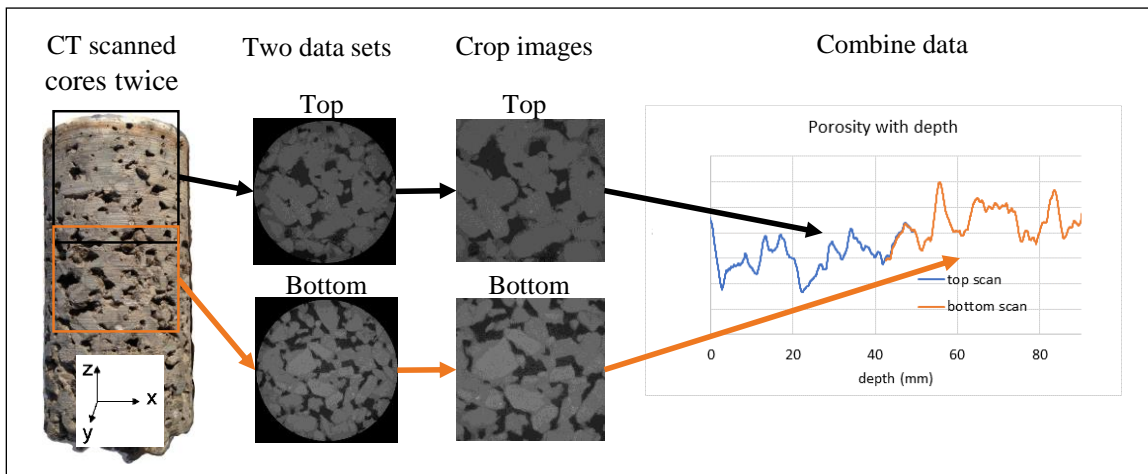 CT scanned
cores twice
Two data sets
Crop images
Combine data
Top
Top
Bottom
Bottom
z
x
y
Porosity with depth
top scan
bottom scan
0
20
40
60
80
depth (mm)